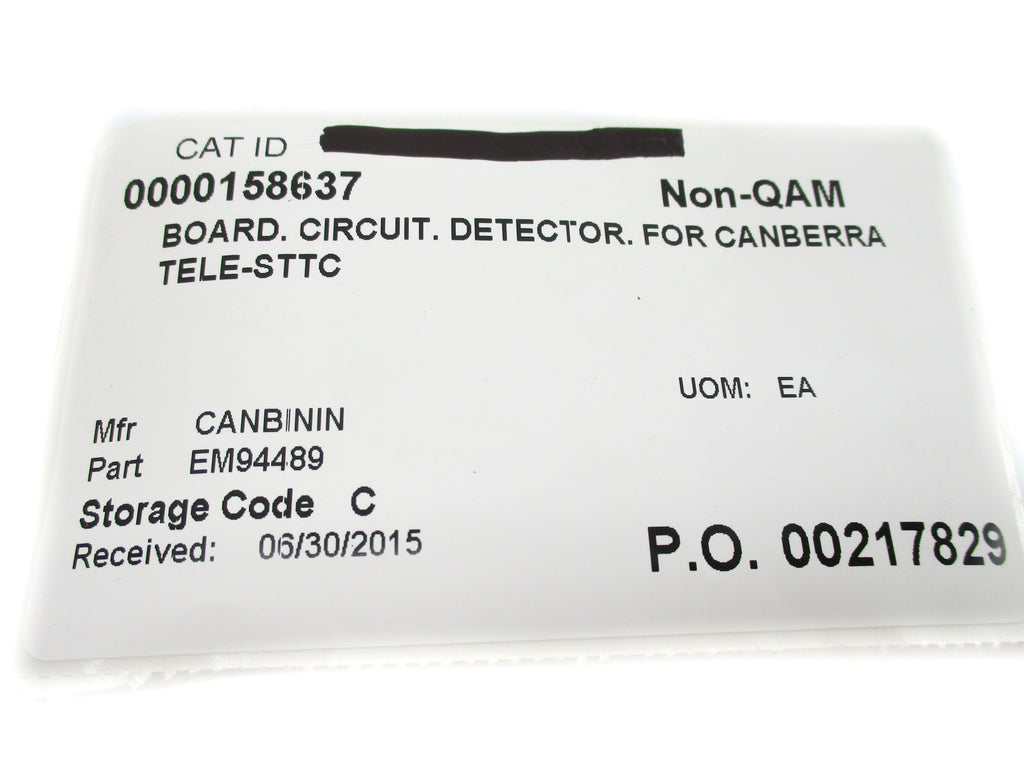 CAT ID
0000158637 Non-QAM
BOARD. CIRCUIT. DETECTOR. FOR CANBERRA
TELE-STTC
UOM: EA
Mfr CANBININ
Part EM94489
Storage Code C
Received: 06/30/2015
P.O. 00217829